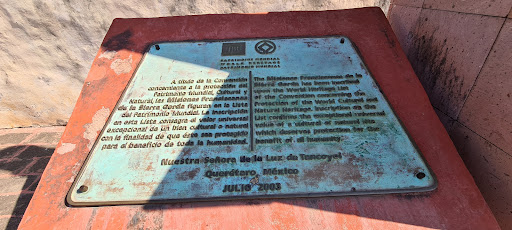 PATRIMONIO MUNDIAL
WORLD HERITAGE
PATRIMOINE MONDIAL
A título de la Convención
concerniente a la protección del
Patrimonio Mundial, Cultural y
Natural, las Misiones Franciscanas
de la Sierra Gorda figuran en la Lista
del Patrimonio Mundial. La inscripción
en esta Lista consagra el valor universal
excepcional de un bien cultural o natural
con la finalidad de que éste sea protegido
para el beneficio de toda la humanidad.
The Missions Franciscanes de la
Sierra Gorda has been inscribed
upon the World Heritage List
of the Convention concerning the
Protection of the World Cultural and
Natural Heritage. Inscription on this
List confirms the exceptional universal
value of a cultural or natural site
which deserves protection for the
benefit of all humanity.
Nuestra Señora de la Luz de Tancoyol
Querétaro, México
JULIO 2003